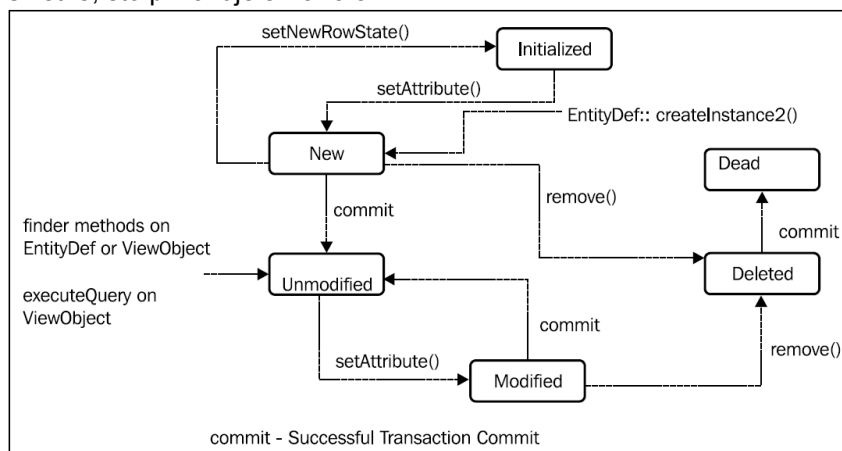 setNewRowState()
Initialized
setAttribute()
EntityDef:: createInstance2()
New
Dead
remove()
commit
finder methods on
EntityDef or ViewObject
commit
Unmodified
Deleted
executeQuery on
ViewObject
commit
setAttribute()
remove()
Modified
commit - Successful Transaction Commit